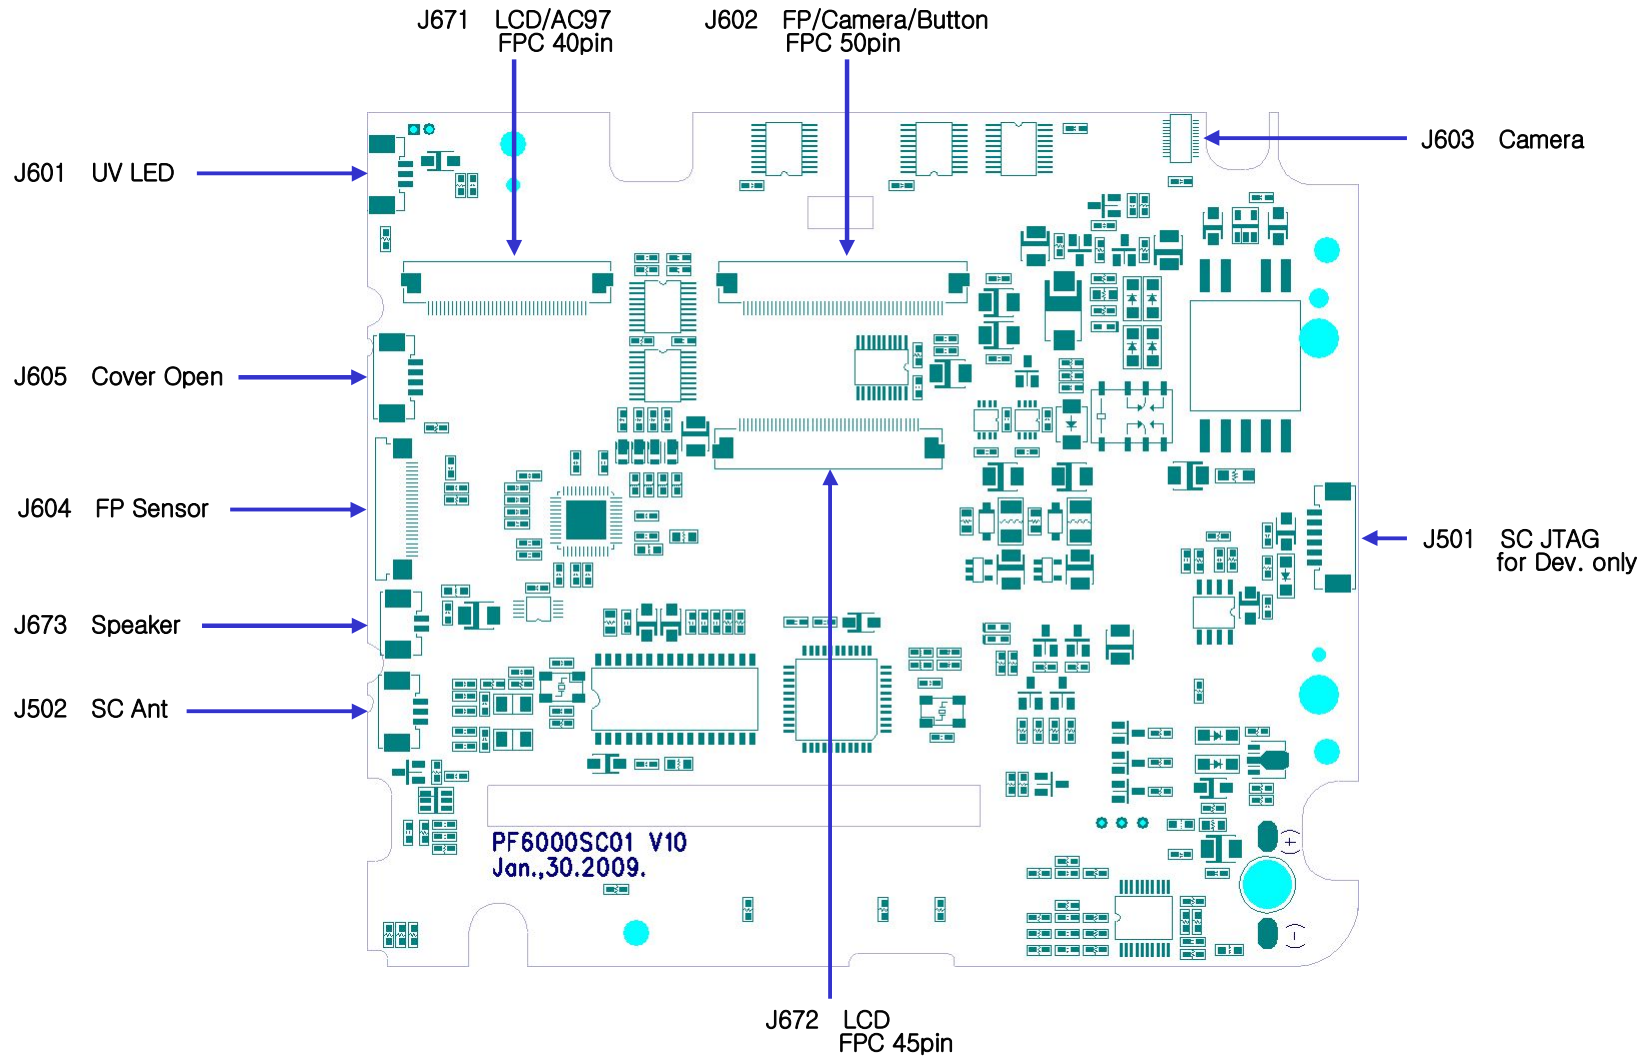 J671 LCD/AC97
FPC 40pin
J602 FP/Camera/Button
FPC 50pin
J603 Camera
J601 UV LED
J605 Cover Open
J604 FP Sensor
J501 SC JTAG
for Dev. only
J673 Speaker
J502 SC Ant
PF6000SC01 V10
Jan.,30.2009.
(+)
(-)
J672 LCD
FPC 45pin